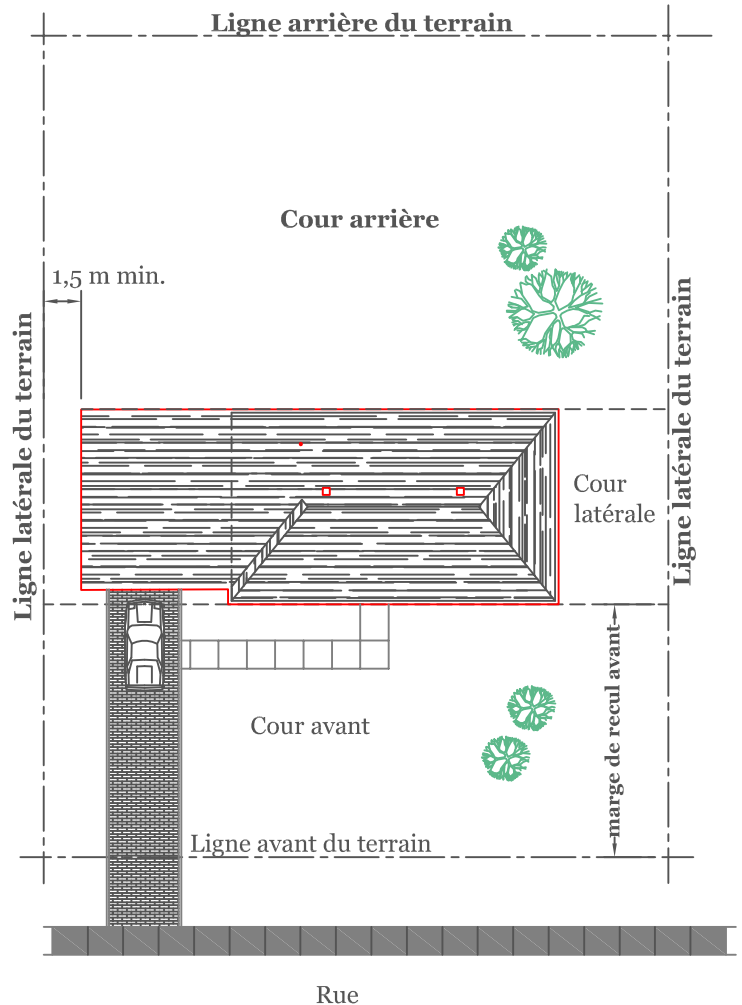 Ligne arrière du terrain
Cour arrière
1,5 m min.
Ligne latérale du terrain
Ligne latérale du terrain
Cour
latérale
marge de recul avant
Cour avant
Ligne avant du terrain
Rue